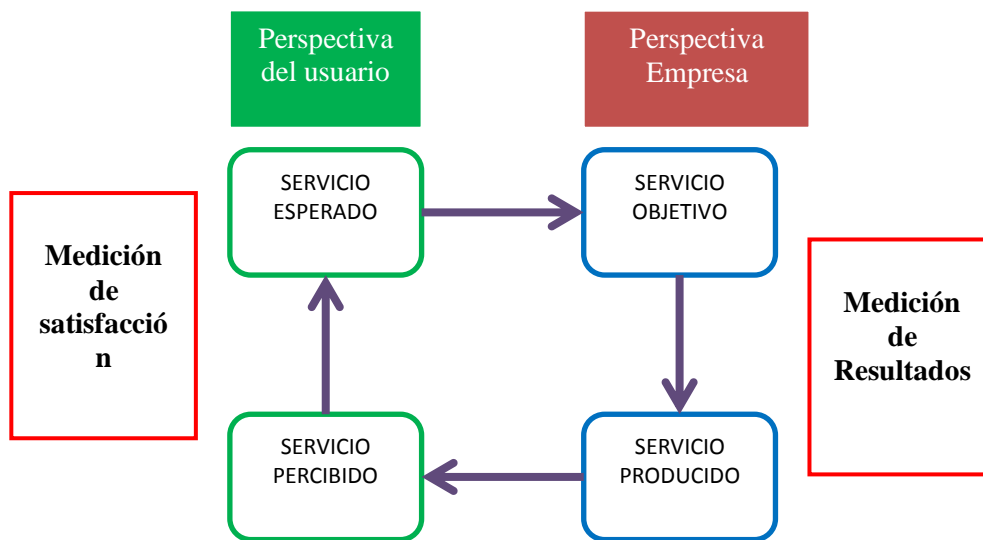 Perspectiva
del usuario
Perspectiva
Empresa
SERVICIO
ESPERADO
SERVICIO
OBJETIVO
Medición
de
satisfacció
n
Medición
de
Resultados
SERVICIO
PERCIBIDO
SERVICIO
PRODUCIDO